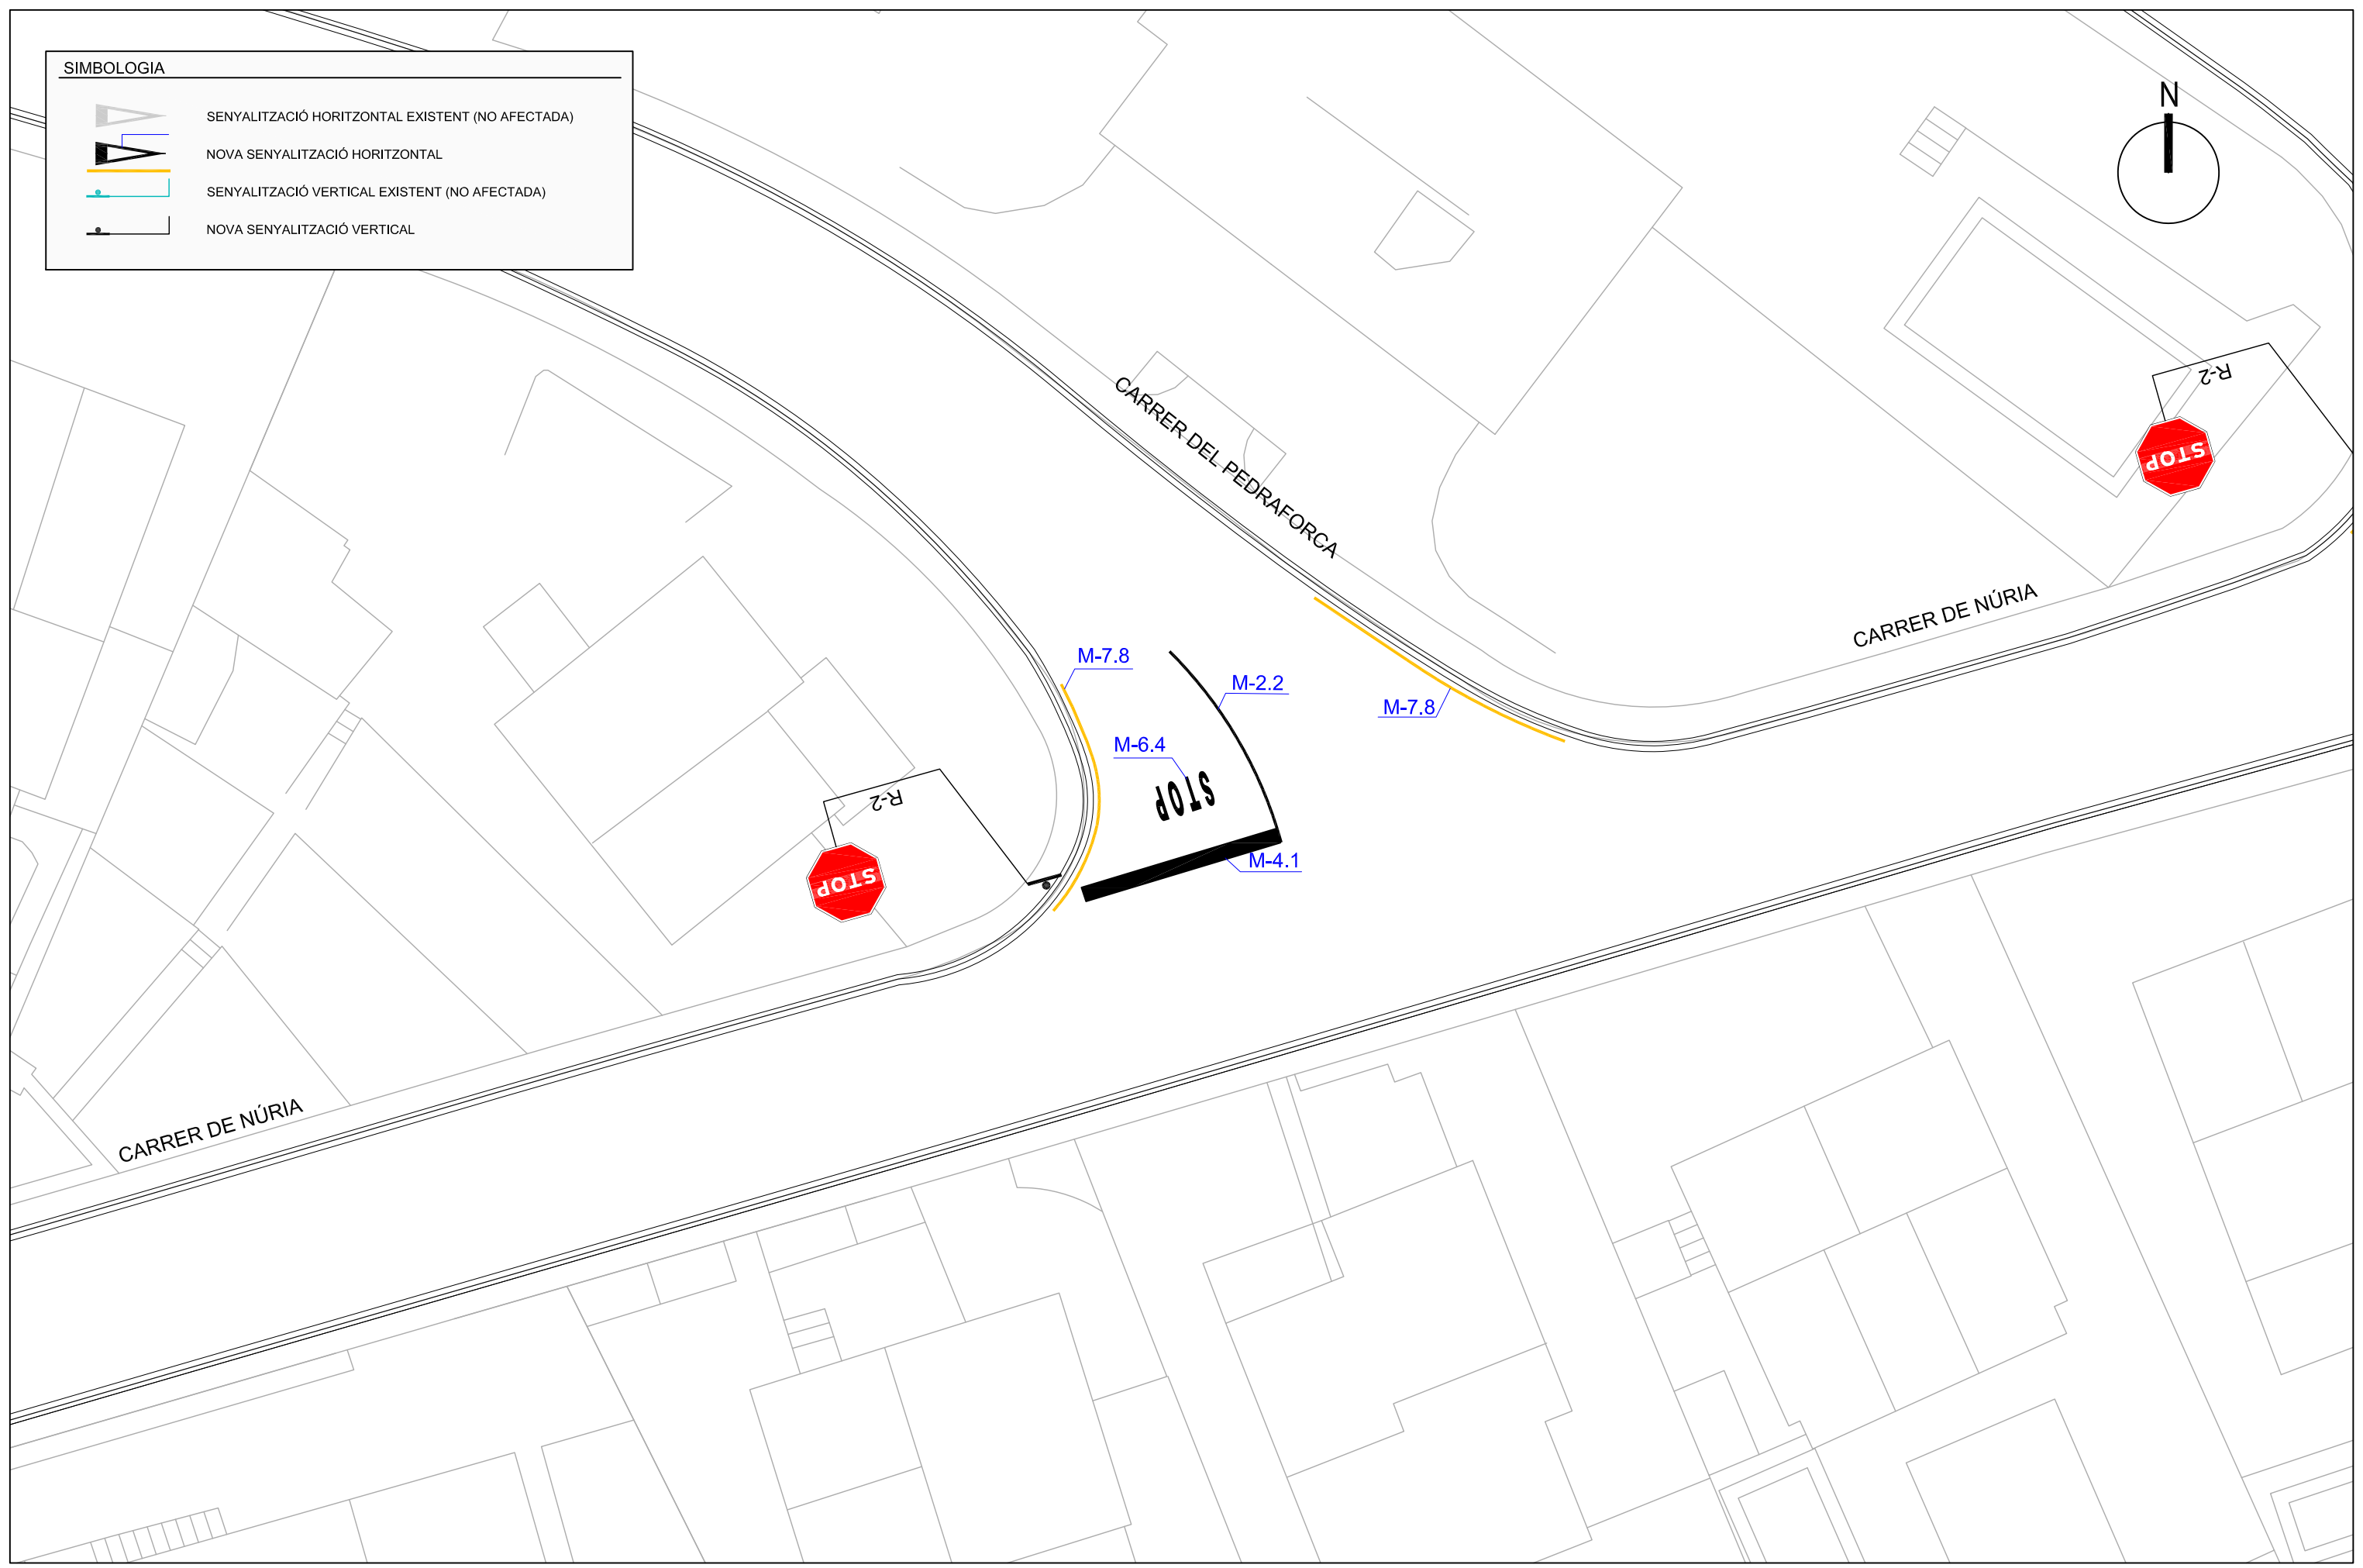 SIMBOLOGIA
SENYALITZACIÓ HORITZONTAL EXISTENT (NO AFECTADA)
NOVA SENYALITZACIÓ HORITZONTAL
SENYALITZACIÓ VERTICAL EXISTENT (NO AFECTADA)
NOVA SENYALITZACIÓ VERTICAL
N
R-2
STOP
CARRER DEL PEDRAFORCA
CARRER DE NÚRIA
M-7.8
M-2.2
M-7.8
M-6.4
STOP
R-2
STOP
M-4.1
CARRER DE NÚRIA